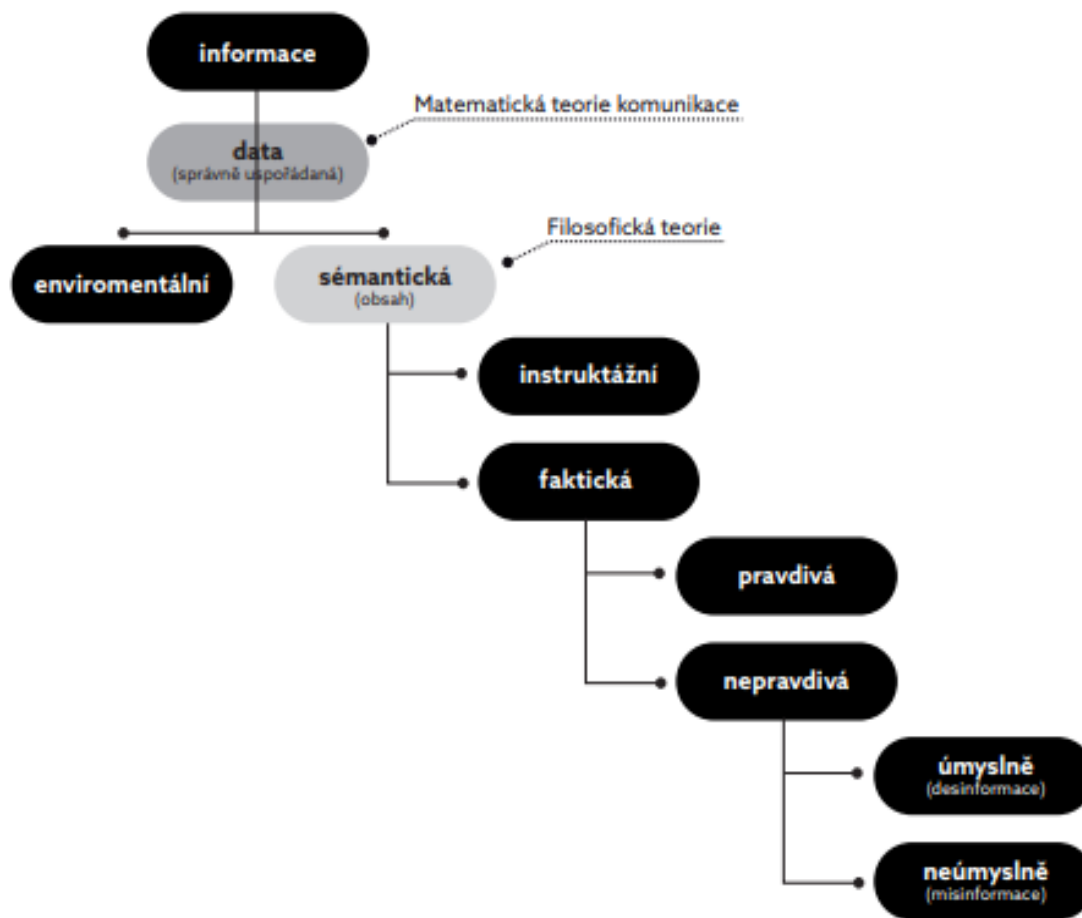 informace
Matematická teorie komunikace
data
(správně uspořádaná)
Filosofická teorie
enviromentální
sémantická
(obsah)
instruktážní
faktická
pravdivá
nepravdivá
úmyslně
(desinformace)
neúmyslně
(misinformace)